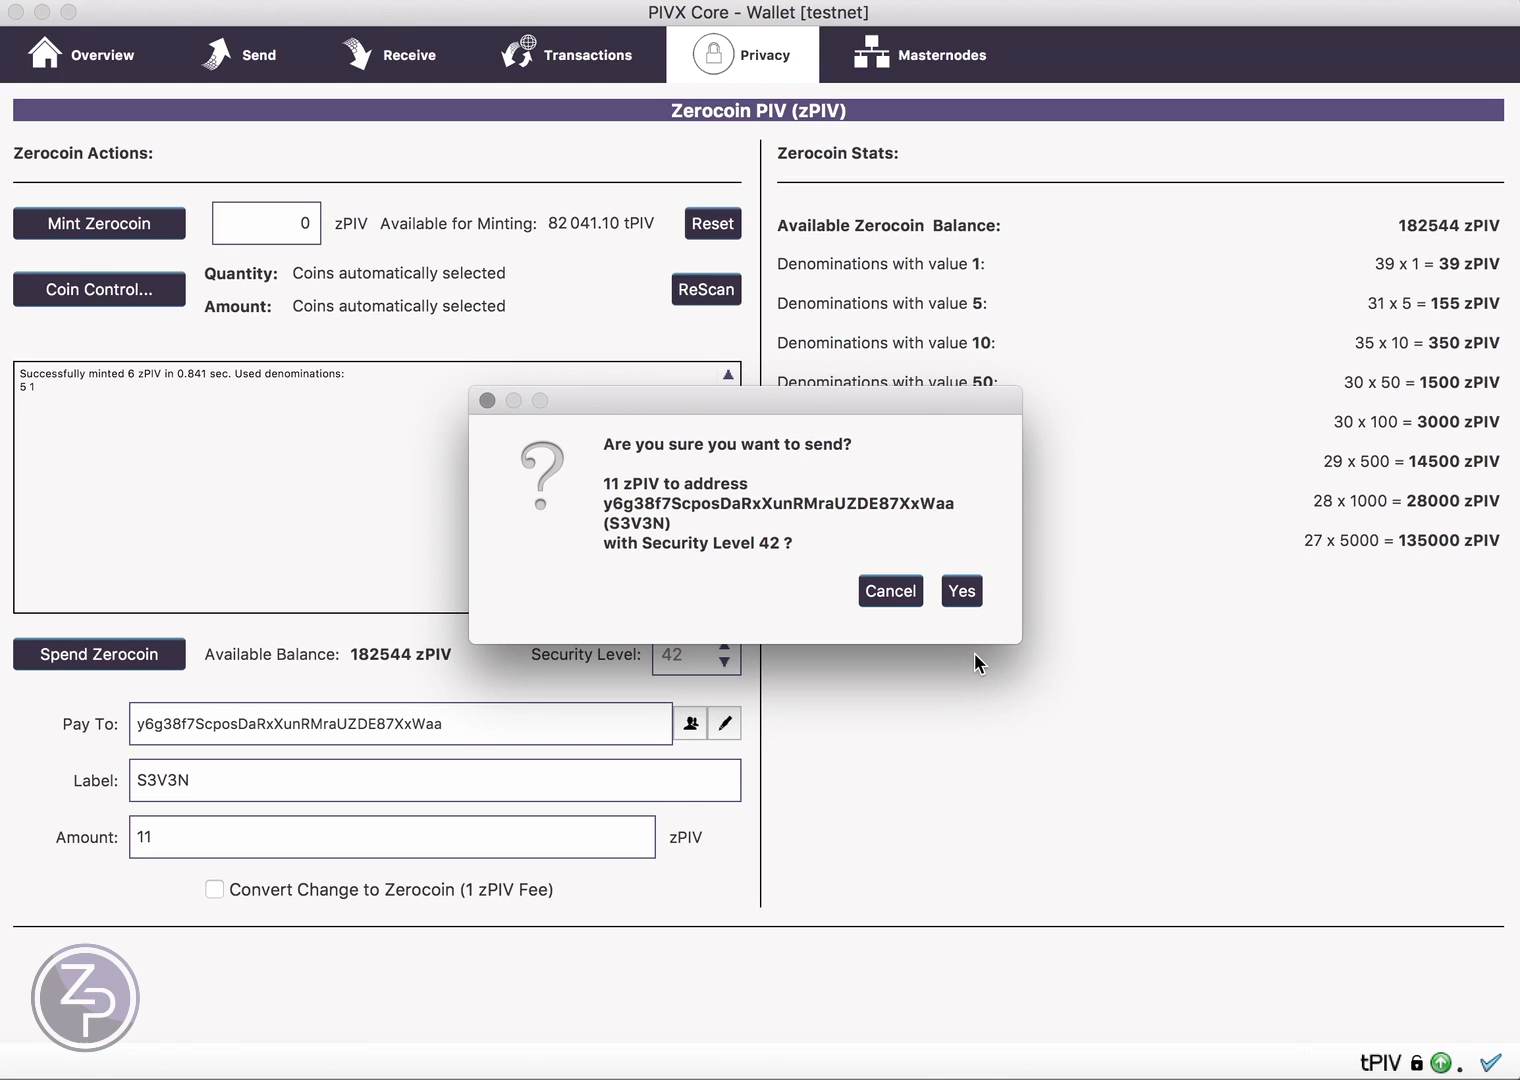 PIVX Core - Wallet [testnet]
Overview
Send
Receive
Transactions
Privacy
Masternodes
Zerocoin PIV (zPIV)
Zerocoin Actions:
Mint Zerocoin
0
zPIV
Available for Minting: 82 041.10 tPIV
Reset
Coin Control...
Quantity: Coins automatically selected
Amount: Coins automatically selected
ReScan
Successfully minted 6 zPIV in 0.841 sec. Used denominations:
5 1
Zerocoin Stats:
Available Zerocoin Balance: 182544 zPIV
Denominations with value 1: 39 x 1 = 39 zPIV
Denominations with value 5: 31 x 5 = 155 zPIV
Denominations with value 10: 35 x 10 = 350 zPIV
Denominations with value 50: 30 x 50 = 1500 zPIV
30 x 100 = 3000 zPIV
29 x 500 = 14500 zPIV
28 x 1000 = 28000 zPIV
27 x 5000 = 135000 zPIV
Are you sure you want to send?
11 zPIV to address
y6g38f7ScposDaRxXunRMraUZDE87XxWaa
(S3V3N)
with Security Level 42 ?
Cancel
Yes
Spend Zerocoin
Available Balance: 182544 zPIV
Security Level: 42
Pay To: y6g38f7ScposDaRxXunRMraUZDE87XxWaa
Label: S3V3N
Amount: 11 zPIV
Convert Change to Zerocoin (1 zPIV Fee)
ZP
tPIV